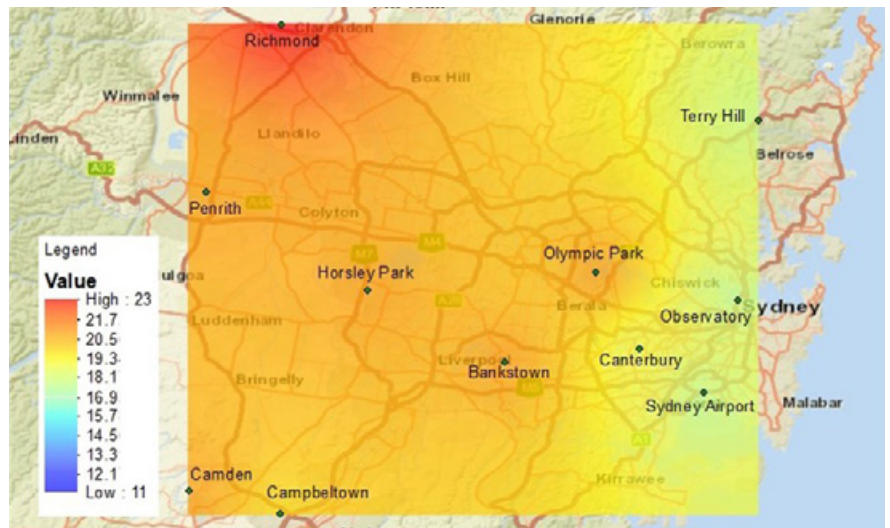 Clarendon
Richmond
Glenorie
Berowra
Box Hill
Winmalee
Terry Hill
Linden
Llandilo
Belrose
A32
Penrith
A44
Colyton
M4
Olympic Park
Legend
M7
Horsley Park
Chiswick
Value
ulgoa
High : 23
21.7
20.5
19.3
18.1
16.9
15.7
14.5
13.3
12.1
Low : 11
Berala
Sydney
Luddenham
Observatory
Liverpool
Canterbury
Bankstown
Bringelly
Sydney Airport
Malabar
A1
Camden
Kirrawee
Campbeltown